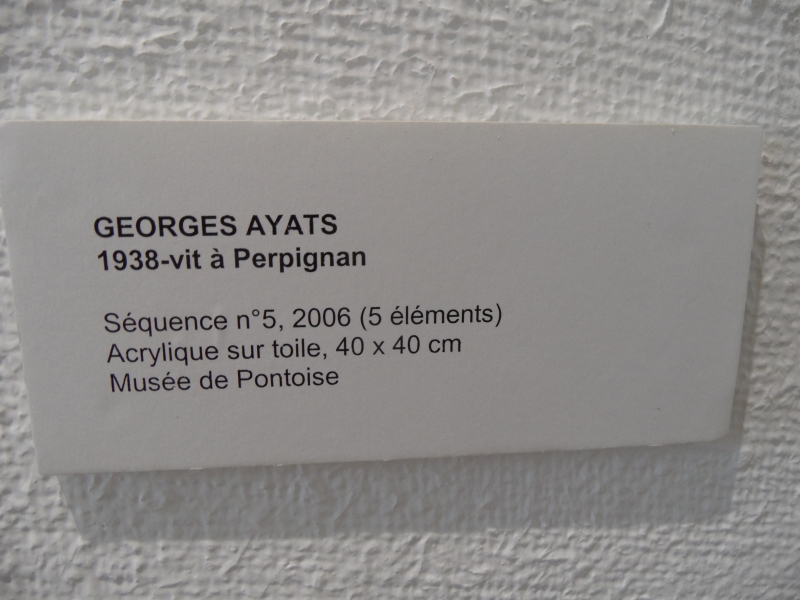 GEORGES AYATS
1938-vit à Perpignan
Séquence n°5, 2006 (5 éléments)
Acrylique sur toile, 40 x 40 cm
Musée de Pontoise